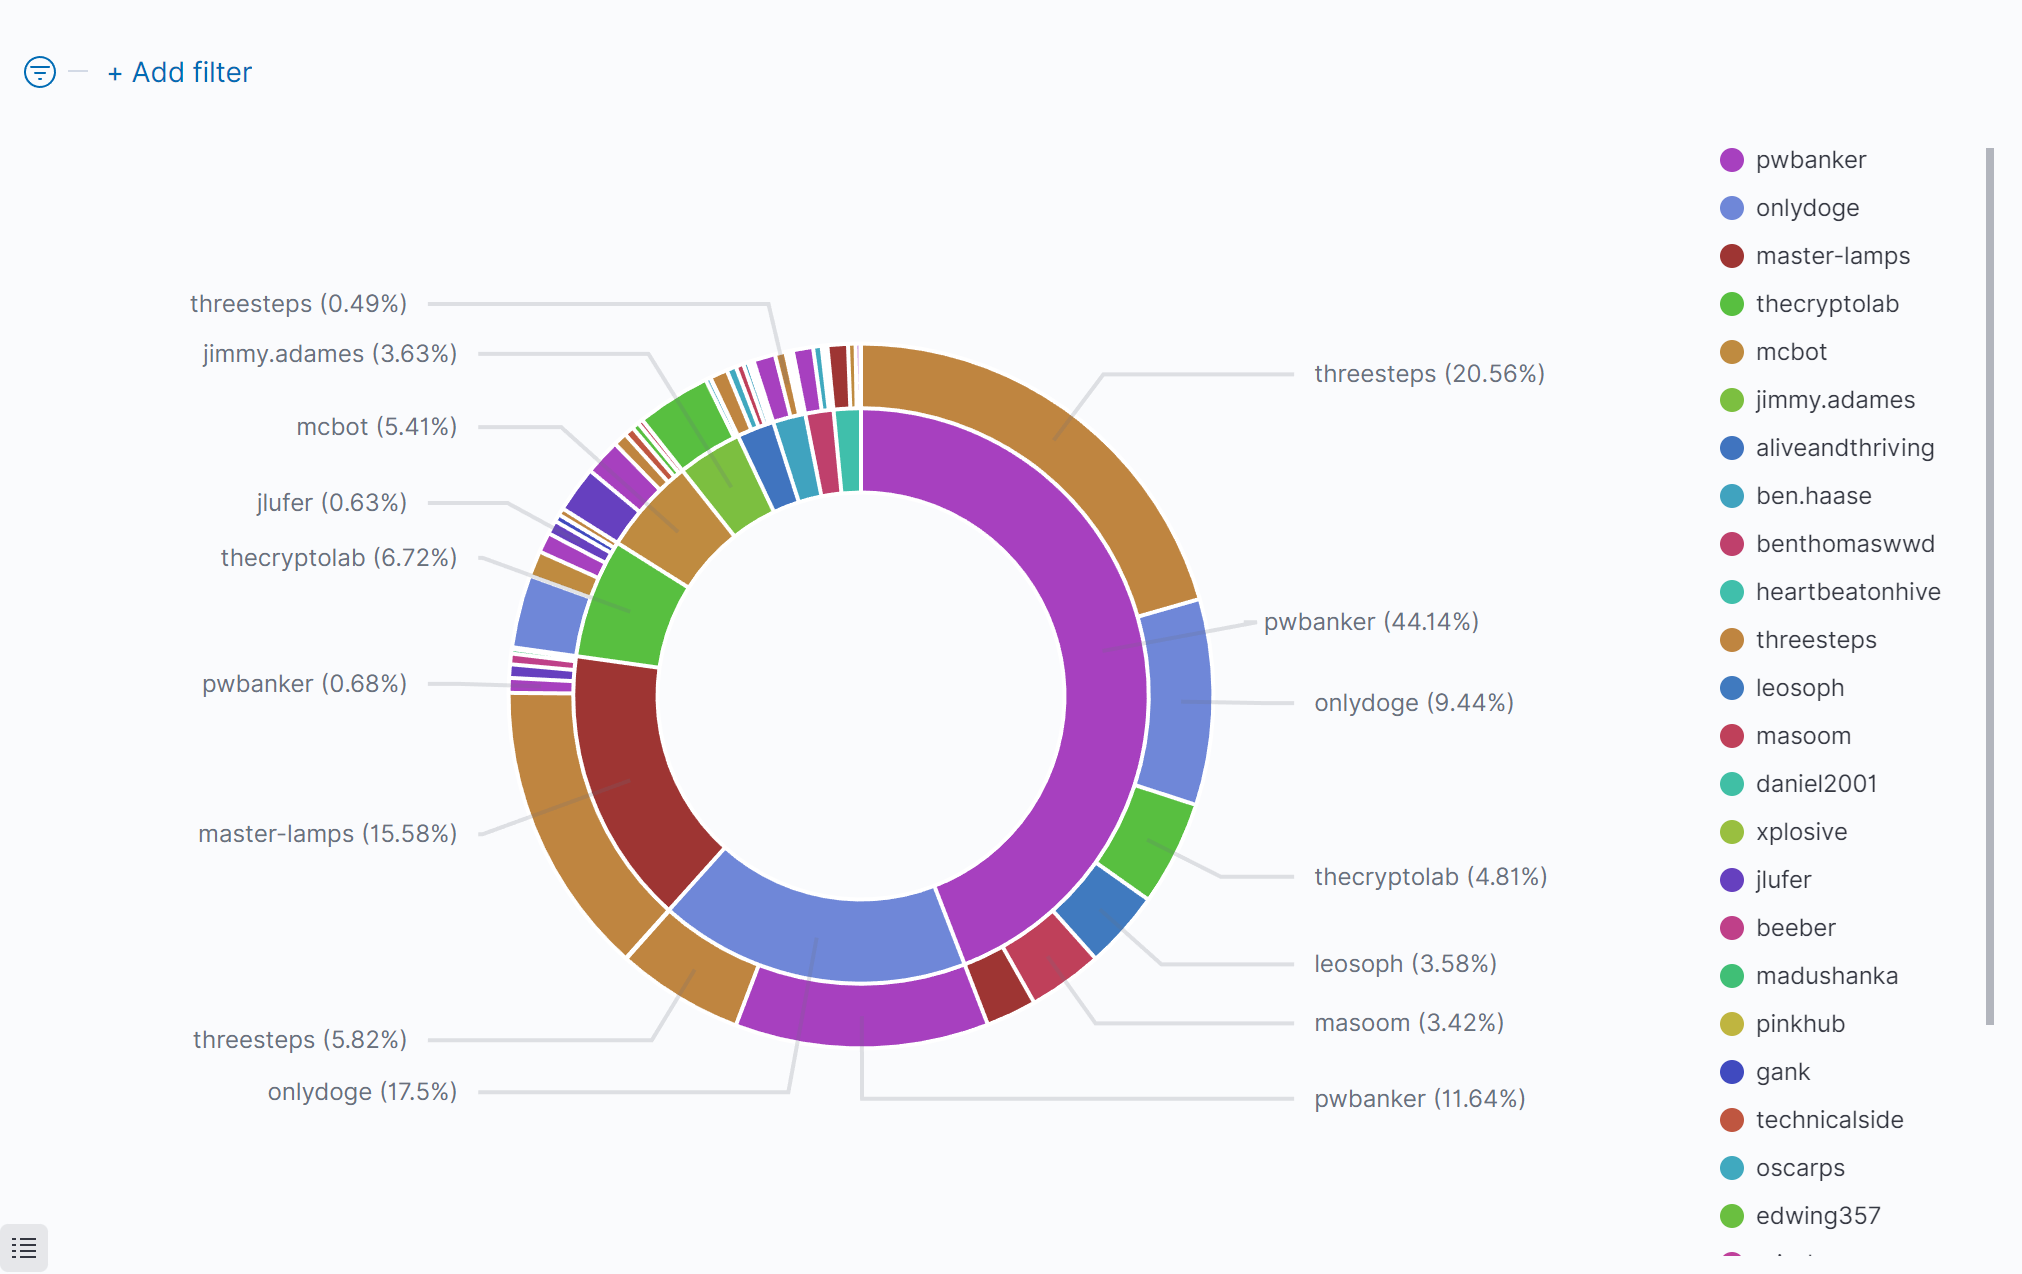 + Add filter
threesteps (0.49%)
jimmy.adames (3.63%)
mcbot (5.41%)
jlufer (0.63%)
thecryptolab (6.72%)
pwbanker (0.68%)
master-lamps (15.58%)
threesteps (5.82%)
onlydoge (17.5%)
threesteps (20.56%)
pwbanker (44.14%)
onlydoge (9.44%)
thecryptolab (4.81%)
leosoph (3.58%)
masoom (3.42%)
pwbanker (11.64%)
pwbanker
onlydoge
master-lamps
thecryptolab
mcbot
jimmy.adames
aliveandthriving
ben.haase
benthomaswwd
heartbeatonhive
threesteps
leosoph
masoom
daniel2001
xplosive
jlufer
beeber
madushanka
pinkhub
gank
technicalside
oscarps
edwing357